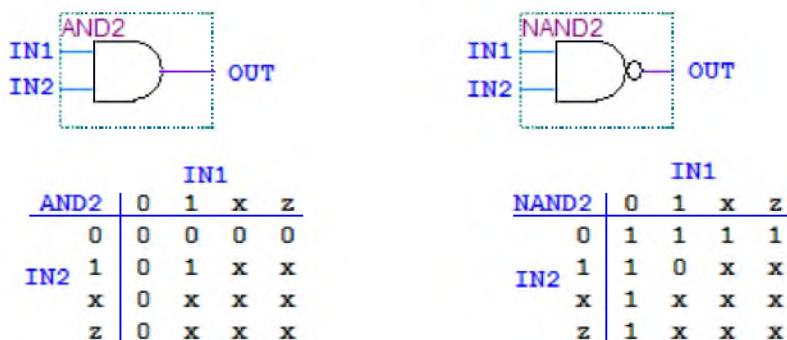 AND2
IN1
IN2
OUT
NAND2
IN1
IN2
OUT
IN1
AND2 0 1 x z
0 0 0 0 0
IN2 1 0 1 x x
x 0 x x x
z 0 x x x
IN1
NAND2 0 1 x z
0 1 1 1 1
IN2 1 1 0 x x
x 1 x x x
z 1 x x x